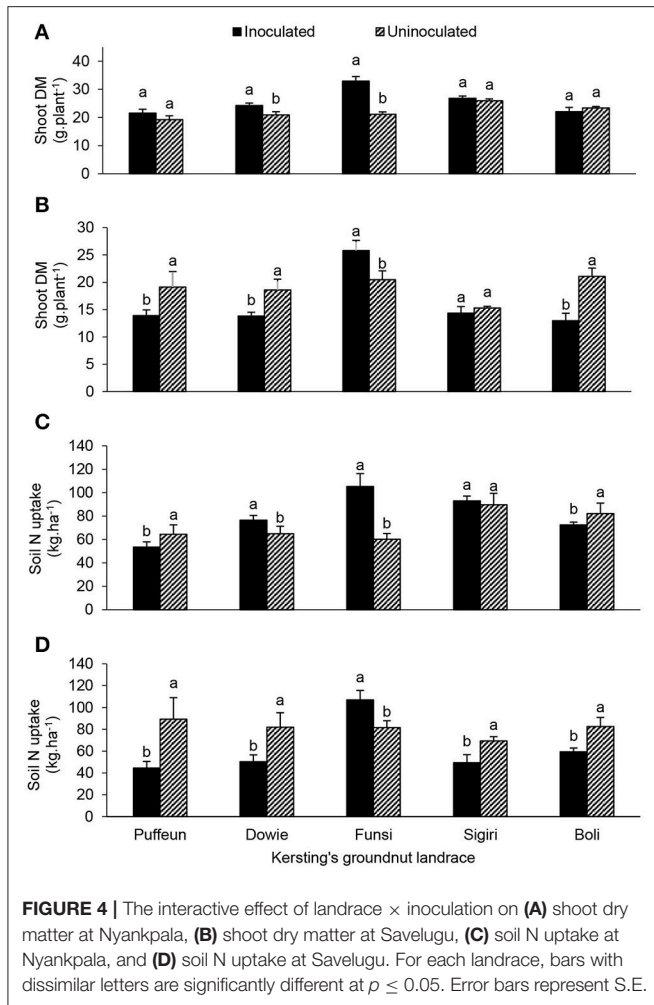 A
Inoculated Uninoculated
Shoot DM
(g.plant-1)
40
30
20
10
0
a a a b a b a a a a
B
Shoot DM
(g.plant-1)
30
25
20
15
10
5
0
b a b a a b a a b a
C
Soil N uptake
(kg.ha-1)
140
120
100
80
60
40
20
0
b a a b a b a a b a
D
Soil N uptake
(kg.ha-1)
140
120
100
80
60
40
20
0
b a b a a b b a b a
Puffeun Dowie Funsi Sigiri Boli
Kersting's groundnut landrace
FIGURE 4 | The interactive effect of landrace × inoculation on (A) shoot dry
matter at Nyankpala, (B) shoot dry matter at Savelugu, (C) soil N uptake at
Nyankpala, and (D) soil N uptake at Savelugu. For each landrace, bars with
dissimilar letters are significantly different at p ≤ 0.05. Error bars represent S.E.